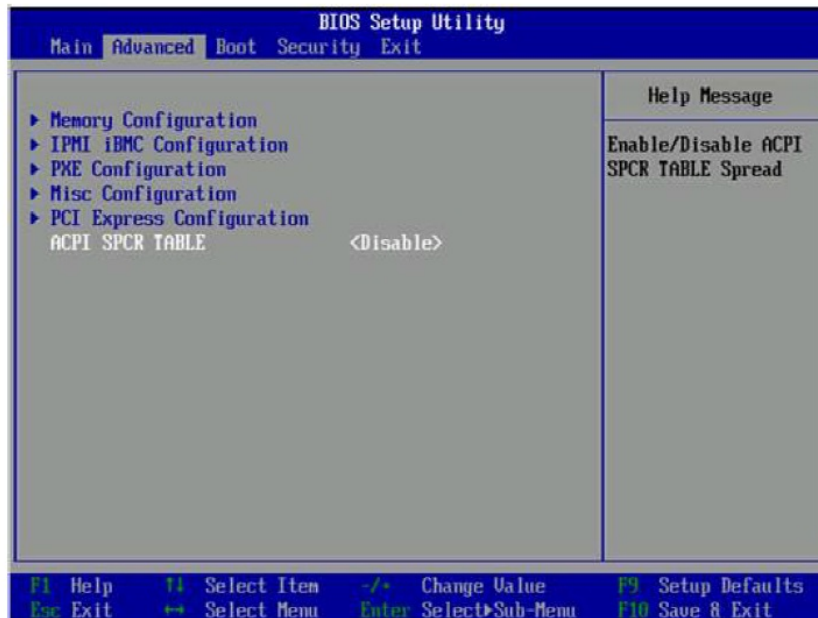 BIOS Setup Utility
Main Advanced Boot Security Exit
Help Message
▶ Memory Configuration
▶ IPMI iBMC Configuration
▶ PXE Configuration
▶ Misc Configuration
▶ PCI Express Configuration
ACPI SPCR TABLE <Disable>
Enable/Disable ACPI
SPCR TABLE Spread
F1 Help ↑↓ Select Item -/+ Change Value F9 Setup Defaults
Esc Exit ↔ Select Menu Enter Select▶Sub-Menu F10 Save & Exit